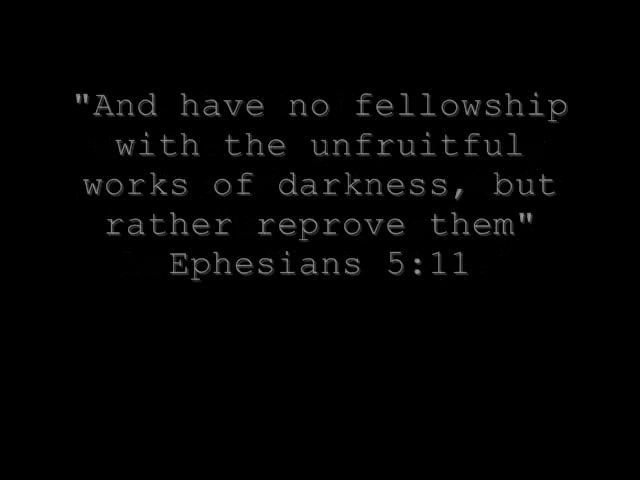 "And have no fellowship
with the unfruitful
works of darkness, but
rather reprove them"
Ephesians 5:11